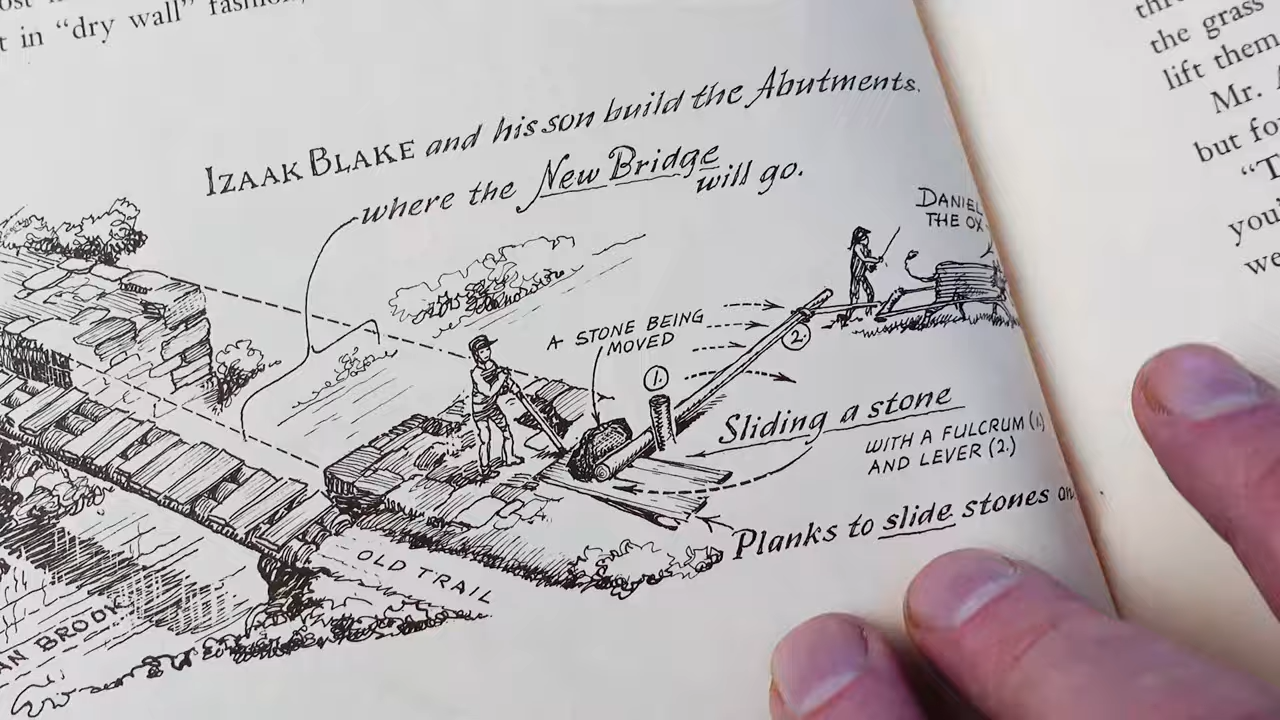 t in “dry wall” fashion,
IZAAK BLAKE and his son build the Abutments.
where the New Bridge will go.
DANIEL
THE OX
A STONE BEING
MOVED
1.
2.
Sliding a stone
WITH A FULCRUM (1.)
AND LEVER (2.)
Planks to slide stones on
OLD TRAIL
AN BROOK
the grass
lift them
Mr. A
but fo
“T
you'
we